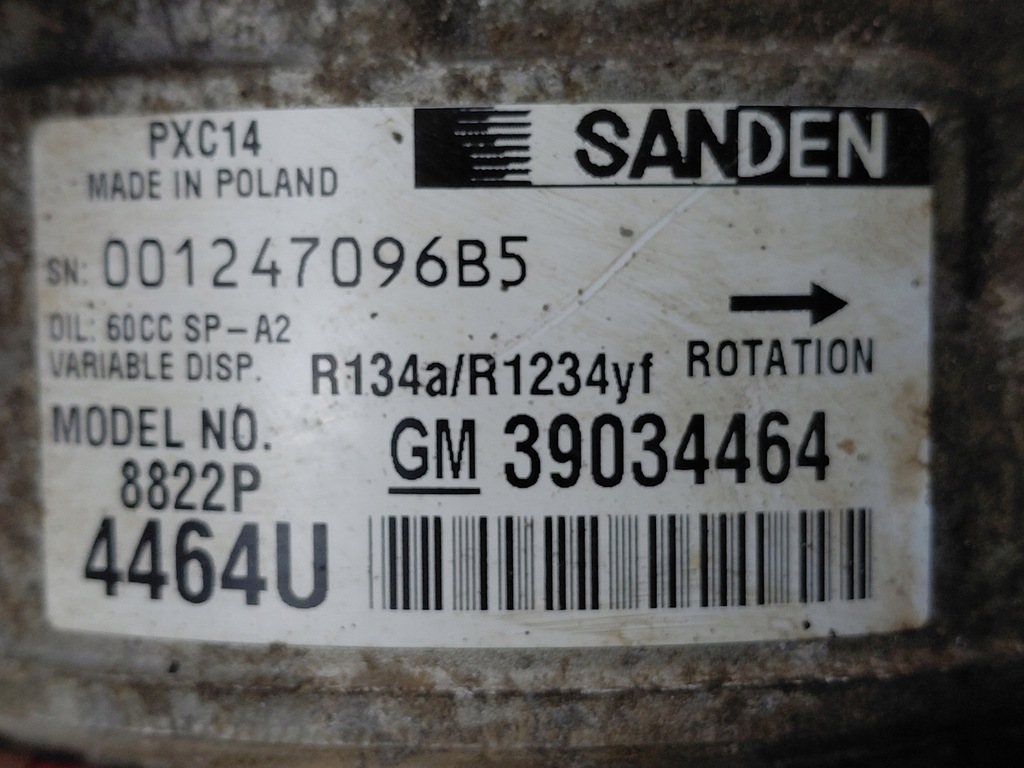 PXC14
SANDEN
MADE IN POLAND
SN: 001247096B5
OIL: 60CC SP-A2
VARIABLE DISP.
R134a/R1234yf
ROTATION
MODEL NO.
8822P
GM 39034464
4464U